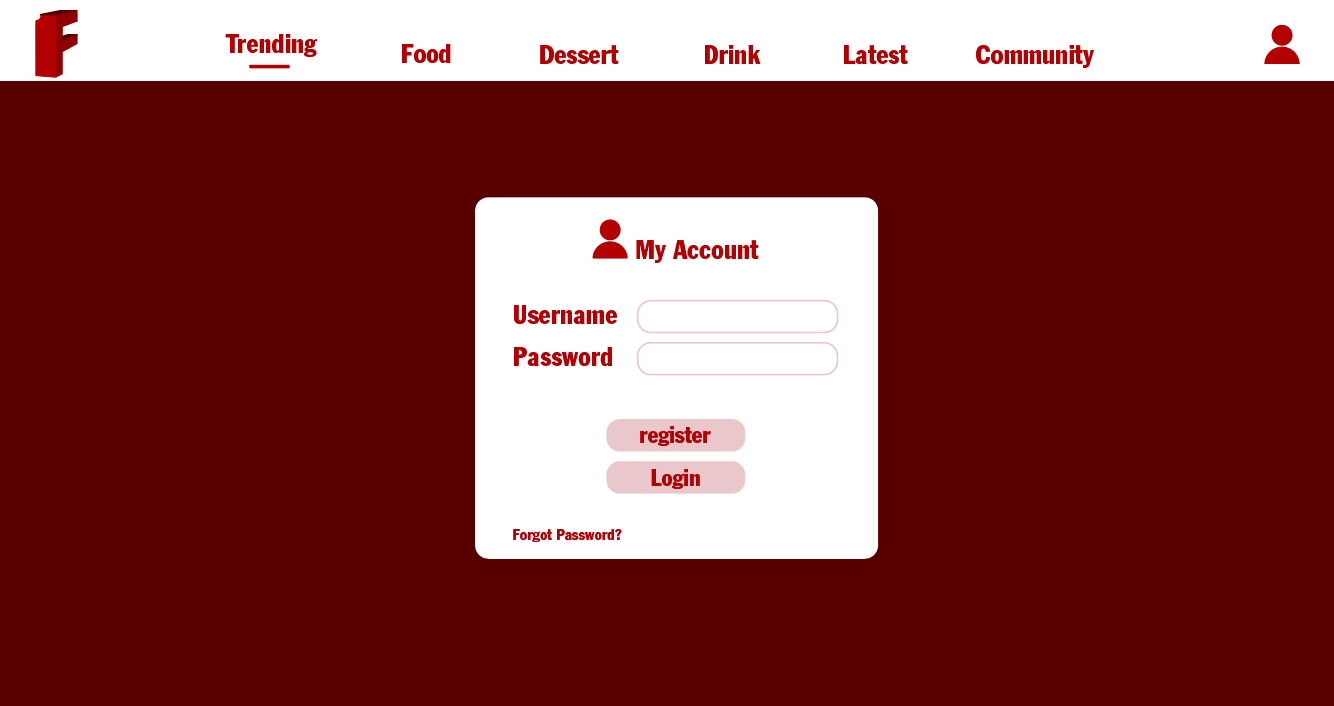 F
Trending Food Dessert Drink Latest Community
My Account
Username
Password
register
Login
Forgot Password?